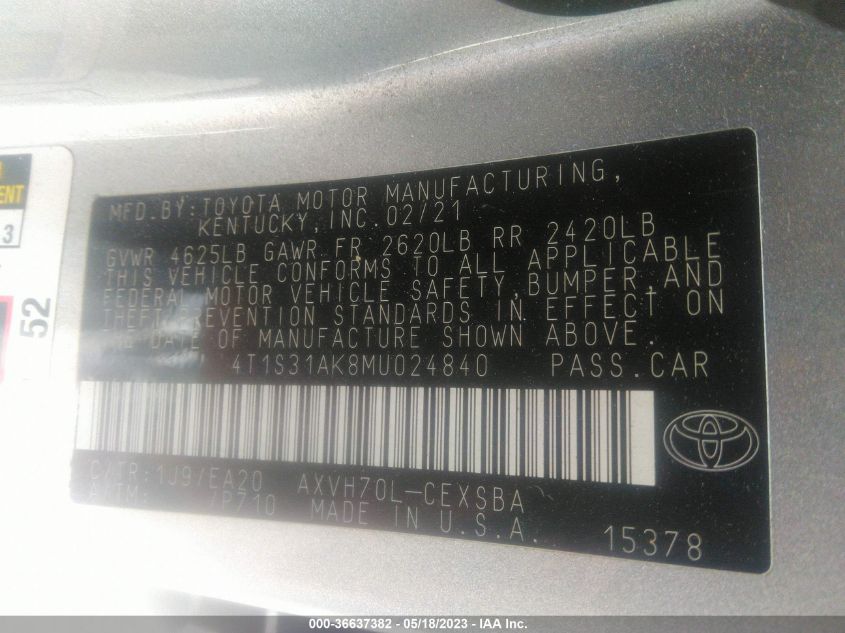 MFD.BY:TOYOTA MOTOR MANUFACTURING,
KENTUCKY,INC.02/21
GVWR 4625LB GAWR FR 2620LB RR 2420LB
THIS VEHICLE CONFORMS TO ALL APPLICABLE
FEDERAL MOTOR VEHICLE SAFETY,BUMPER,AND
THEFT PREVENTION STANDARDS IN EFFECT ON
THE DATE OF MANUFACTURE SHOWN ABOVE.
4T1S31AK8MU024840 PASS.CAR
C/TR:1J9/EA20 AXVH70L-CEXSBA
A/TM: /P710 MADE IN U.S.A.
15378
52
3
000-36637382 - 05/18/2023 - IAA Inc.